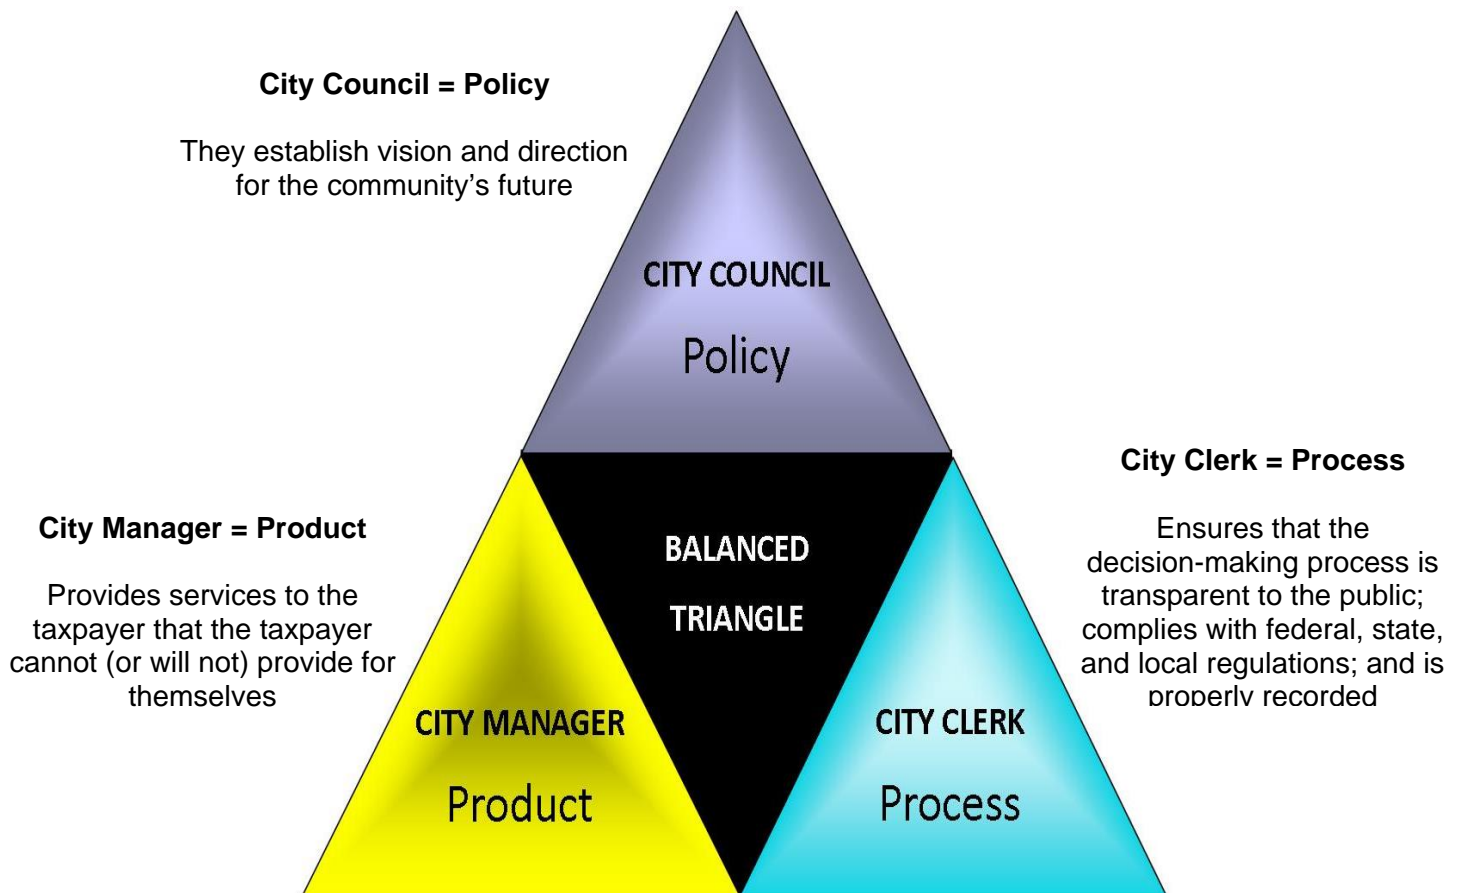 City Council = Policy
They establish vision and direction
for the community’s future
CITY COUNCIL
Policy
City Manager = Product
Provides services to the
taxpayer that the taxpayer
cannot (or will not) provide for
themselves
BALANCED
TRIANGLE
City Clerk = Process
Ensures that the
decision-making process is
transparent to the public;
complies with federal, state,
and local regulations; and is
properly recorded
CITY MANAGER
Product
CITY CLERK
Process